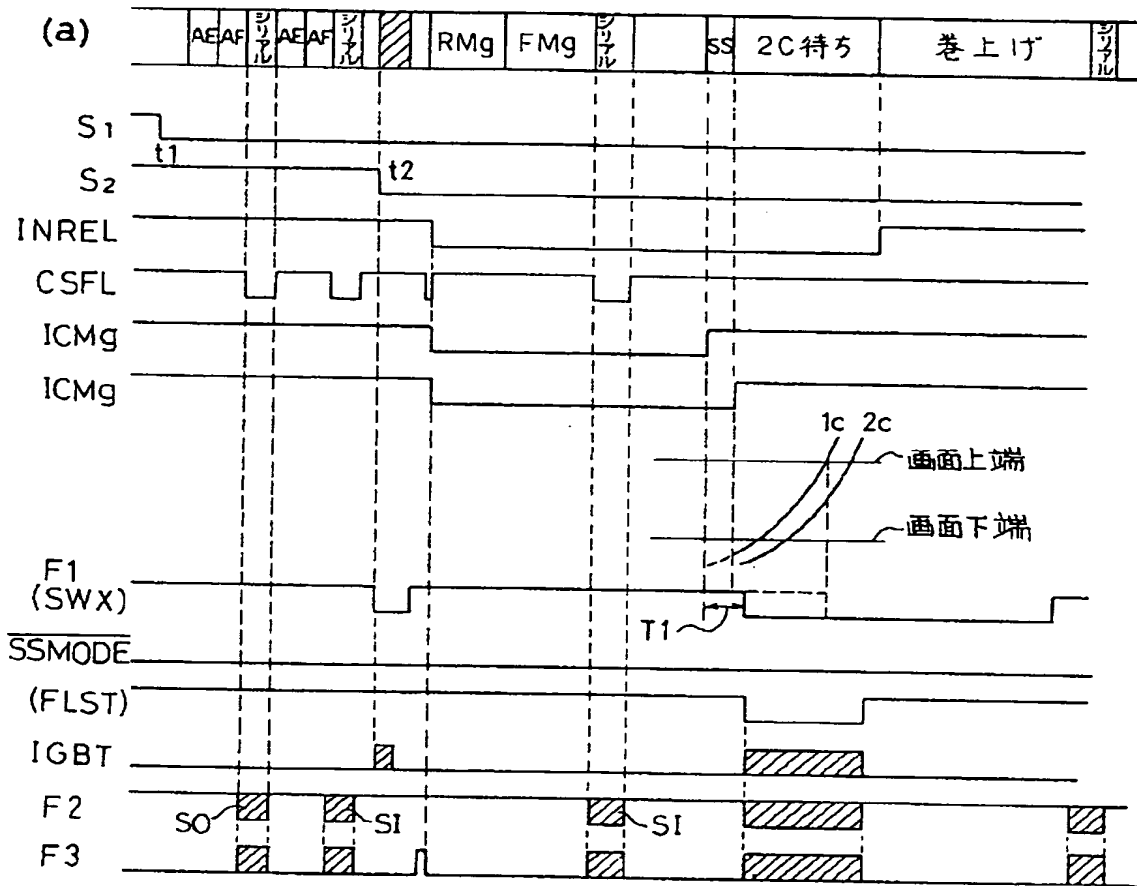 (a)
AE AF シリアル AE AF シリアル RMg FMg シリアル SS 2C待ち 巻上げ シリアル
S1
t1
t2
S2
INREL
CSFL
ICMg
ICMg
1c 2c
画面上端
画面下端
F1
(SWX)
T1
SSMODE
(FLST)
IGBT
F2
SO
SI
SI
F3